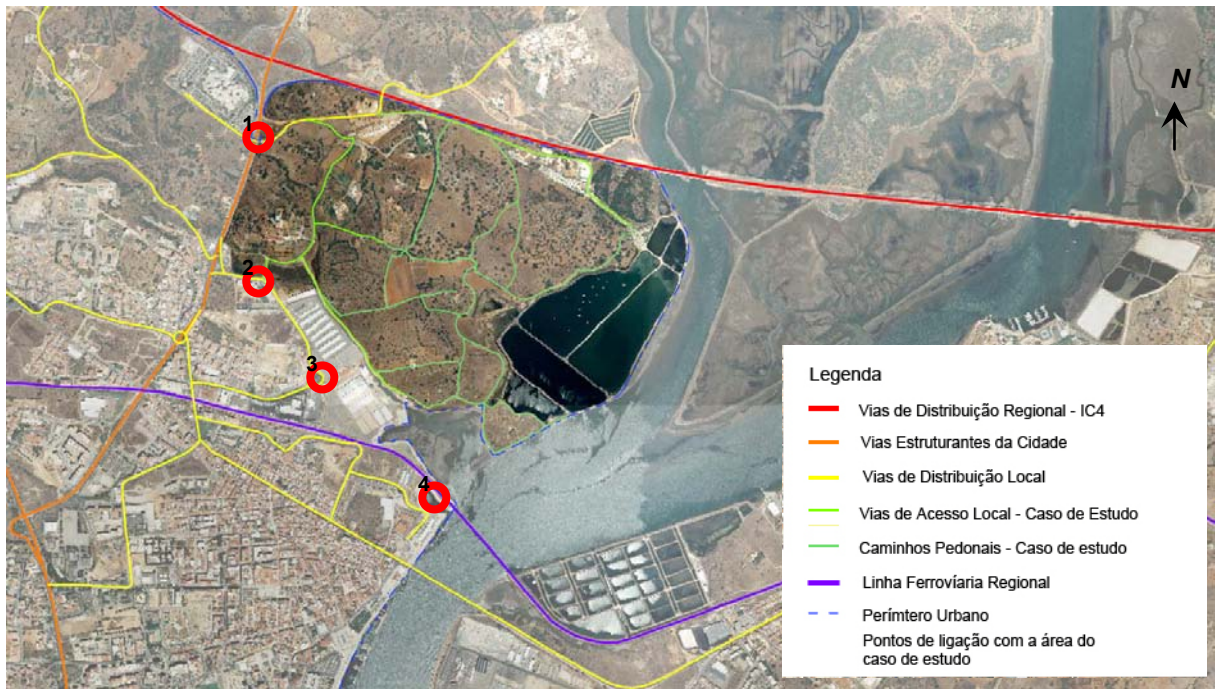 N
1
2
3
4
Legenda
Vias de Distribuição Regional - IC4
Vias Estruturantes da Cidade
Vias de Distribuição Local
Vias de Acesso Local - Caso de Estudo
Caminhos Pedonais - Caso de estudo
Linha Ferrovíaria Regional
Perímtero Urbano
Pontos de ligação com a área do
caso de estudo